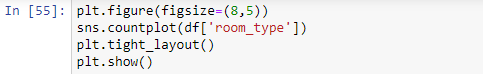 In [55]: plt.figure(figsize=(8,5))
sns.countplot(df['room_type'])
plt.tight_layout()
plt.show()